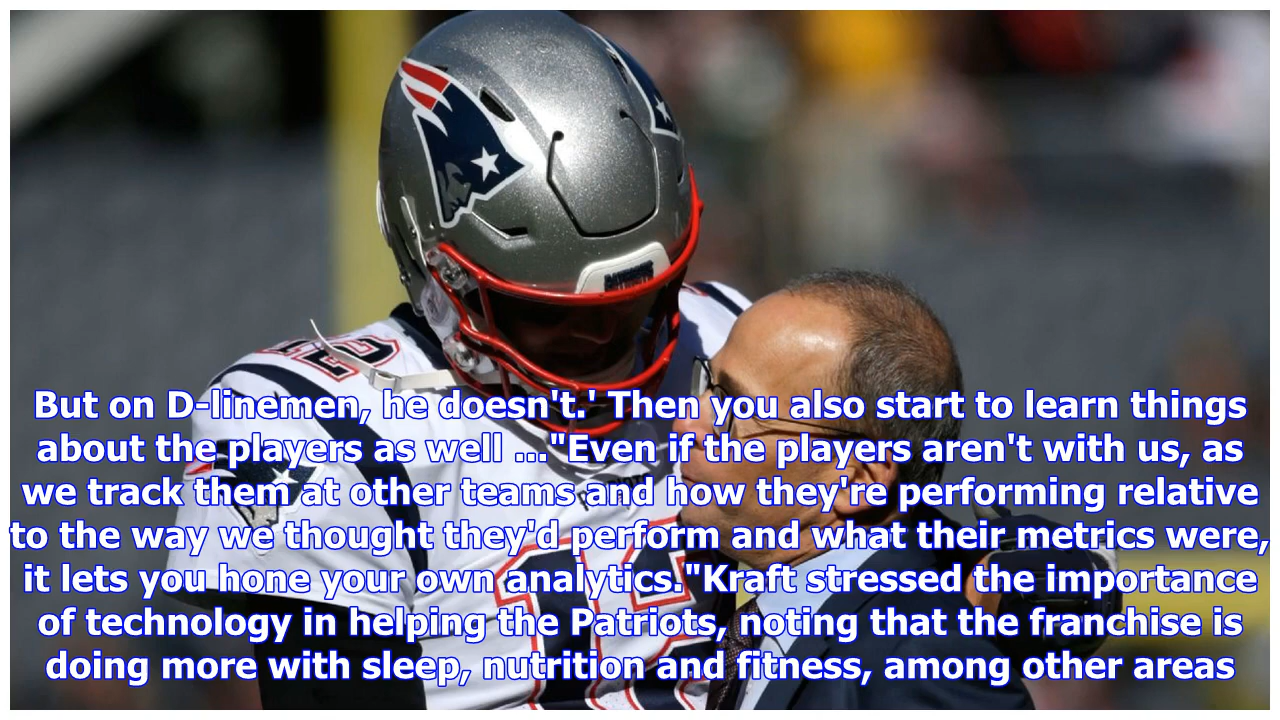 PATRIOTS
12
But on D-linemen, he doesn't.' Then you also start to learn things
about the players as well ..."Even if the players aren't with us, as
we track them at other teams and how they're performing relative
to the way we thought they'd perform and what their metrics were,
it lets you hone your own analytics."Kraft stressed the importance
of technology in helping the Patriots, noting that the franchise is
doing more with sleep, nutrition and fitness, among other areas
12